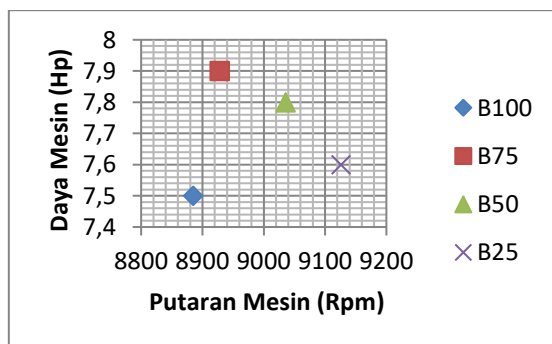 Daya Mesin (Hp)
8
7,9
7,8
7,7
7,6
7,5
7,4
8800 8900 9000 9100 9200
Putaran Mesin (Rpm)
B100
B75
B50
B25